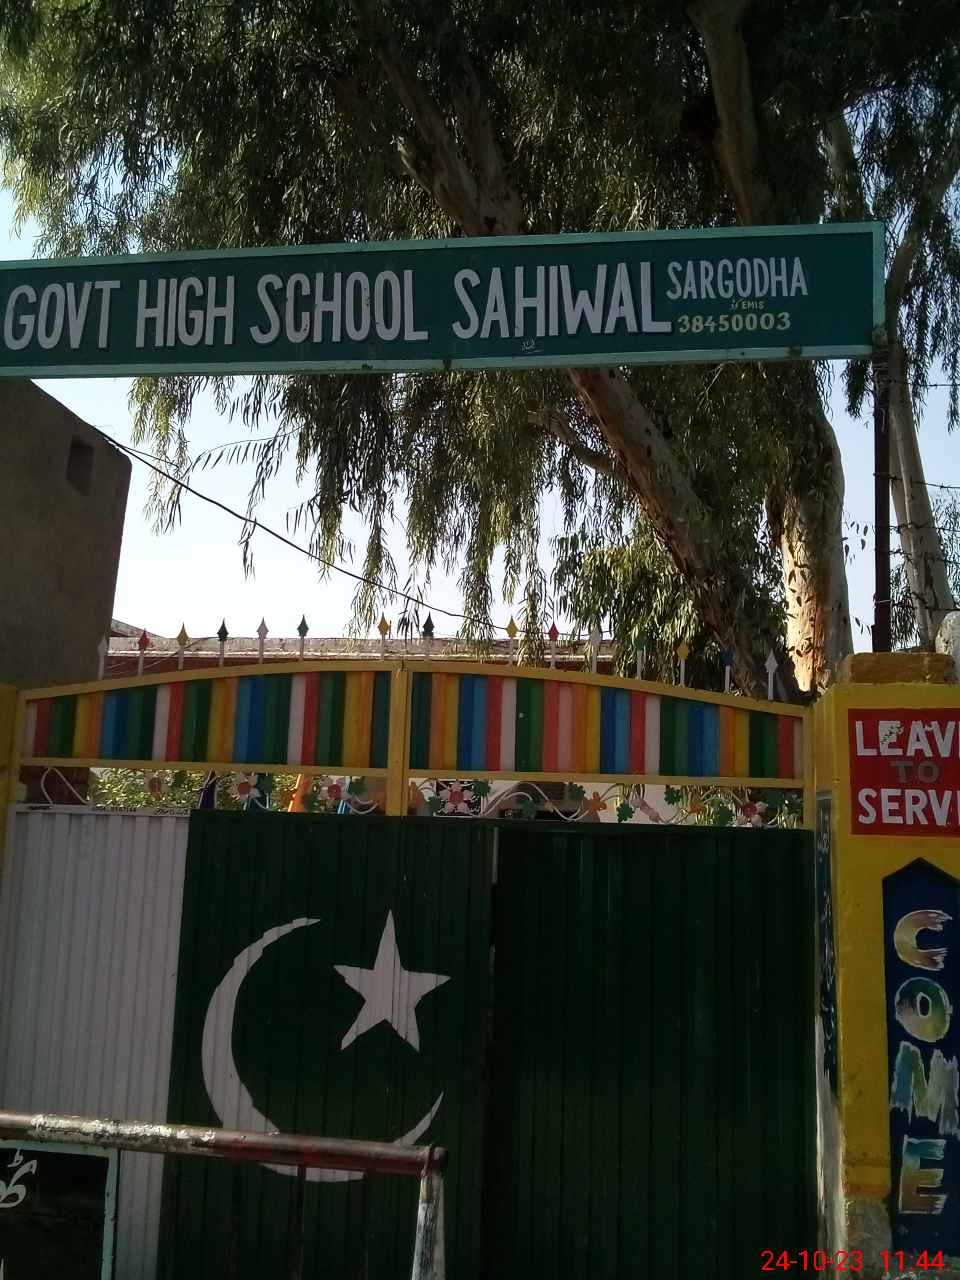 GOVT HIGH SCHOOL SAHIWAL SARGODHA
EMIS
38450003
LEAV
TO
SERV
COME
24-10-23 11:44